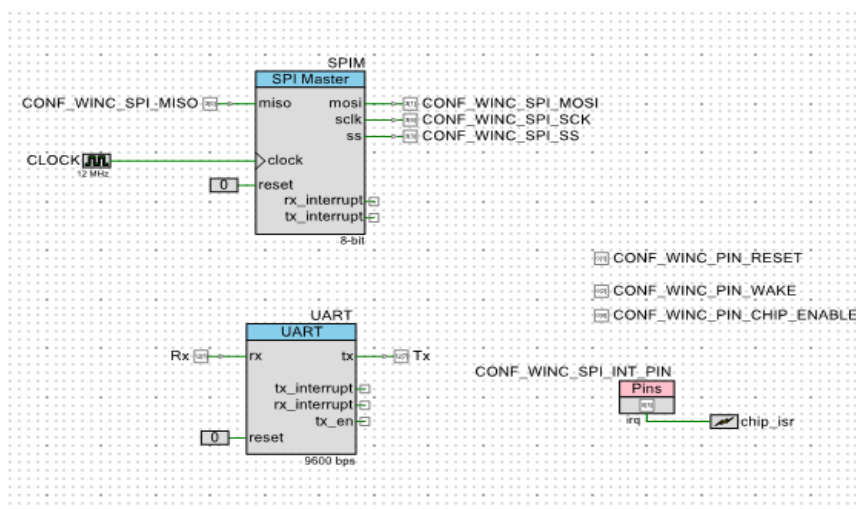 SPIM
SPI Master
CONF_WINC_SPI_MISO
miso
mosi
CONF_WINC_SPI_MOSI
sclk
CONF_WINC_SPI_SCK
ss
CONF_WINC_SPI_SS
CLOCK
12 MHz
clock
0
reset
rx_interrupt
tx_interrupt
8-bit
CONF_WINC_PIN_RESET
CONF_WINC_PIN_WAKE
CONF_WINC_PIN_CHIP_ENABLE
UART
UART
Rx
rx
tx
Tx
tx_interrupt
rx_interrupt
tx_en
0
reset
9600 bps
CONF_WINC_SPI_INT_PIN
Pins
irq
chip_isr